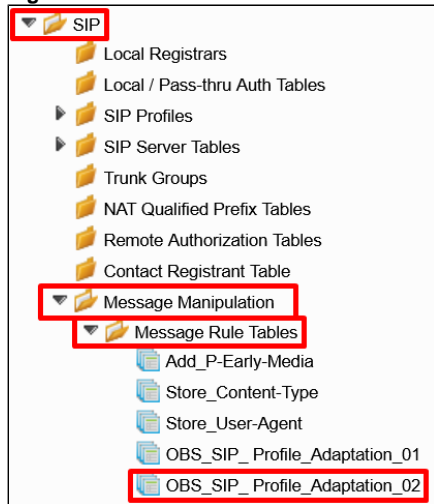 SIP
Local Registrars
Local / Pass-thru Auth Tables
SIP Profiles
SIP Server Tables
Trunk Groups
NAT Qualified Prefix Tables
Remote Authorization Tables
Contact Registrant Table
Message Manipulation
Message Rule Tables
Add_P-Early-Media
Store_Content-Type
Store_User-Agent
OBS_SIP_ Profile_Adaptation_01
OBS_SIP_ Profile_Adaptation_02